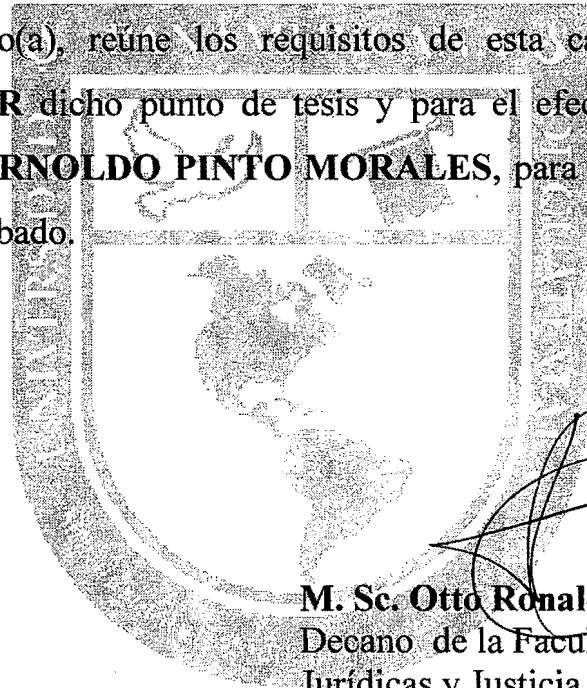 o(a), reúne los requisitos de esta ca
R dicho punto de tesis y para el efec
RNOLDO PINTO MORALES, para
bado.
M. Sc. Otto Ronal
Decano de la Facul
Jurídicas y Justicia